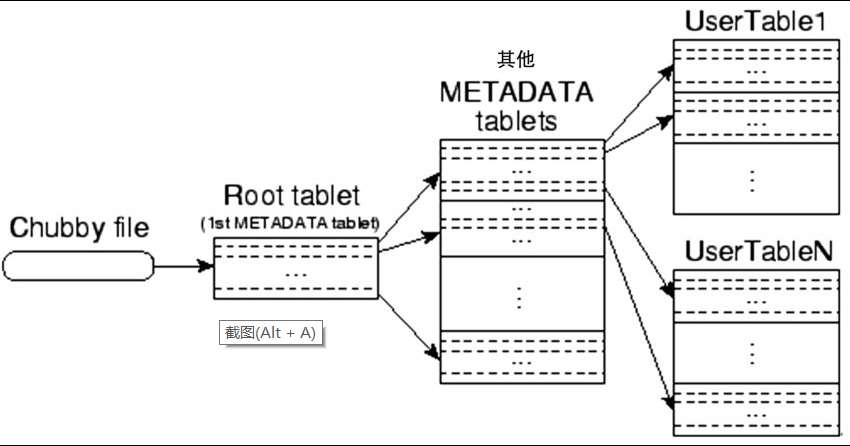 Chubby file
Root tablet
(1st METADATA tablet)
...
截图(Alt + A)
其他
METADATA
tablets
...
...
...
⋮
...
UserTable1
...
...
⋮
UserTableN
...
⋮
...